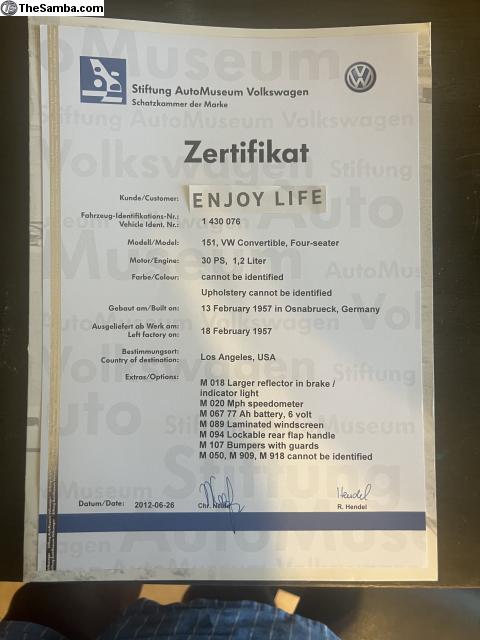 TheSamba.com
Stiftung AutoMuseum Volkswagen
Schatzkammer der Marke
Zertifikat
Kunde/Customer: ENJOY LIFE
Fahrzeug-Identifikations-Nr.:
Vehicle Ident. Nr.: 1 430 076
Modell/Model: 151, VW Convertible, Four-seater
Motor/Engine: 30 PS, 1,2 Liter
Farbe/Colour: cannot be identified
Upholstery cannot be identified
Gebaut am/Built on: 13 February 1957 in Osnabrueck, Germany
Ausgeliefert ab Werk am:
Left factory on: 18 February 1957
Bestimmungsort:
Country of destination: Los Angeles, USA
Extras/Options: M 018 Larger reflector in brake /
indicator light
M 020 Mph speedometer
M 067 77 Ah battery, 6 volt
M 089 Laminated windscreen
M 094 Lockable rear flap handle
M 107 Bumpers with guards
M 050, M 909, M 918 cannot be identified
Hendel
Datum/Date: 2012-06-26 Chr. R. Hendel